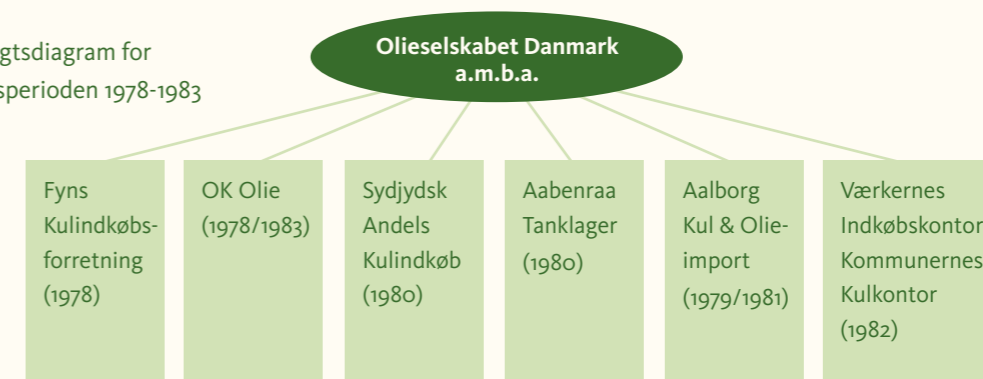 gtsdiagram for
sperioden 1978-1983
Olieselskabet Danmark
a.m.b.a.
Fyns
Kulindkøbs-
forretning
(1978)
OK Olie
(1978/1983)
Sydjydsk
Andels
Kulindkøb
(1980)
Aabenraa
Tanklager
(1980)
Aalborg
Kul & Olie-
import
(1979/1981)
Værkernes
Indkøbskontor
Kommunernes
Kulkontor
(1982)